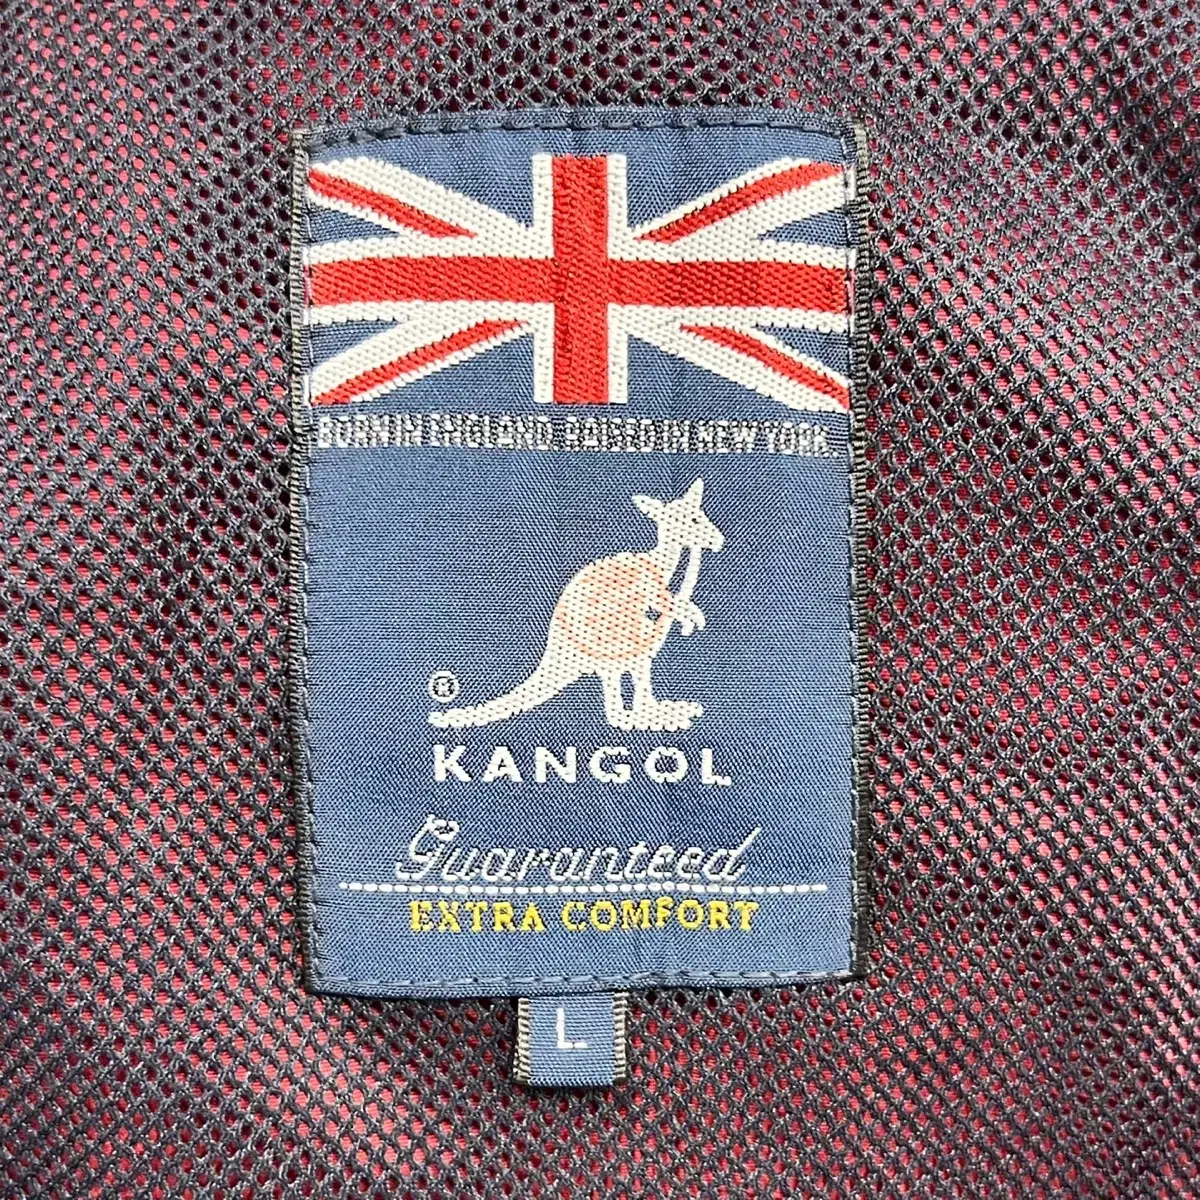 BORN IN ENGLAND, RAISED IN NEW YORK.
®
KANGOL
Guaranteed
EXTRA COMFORT
L